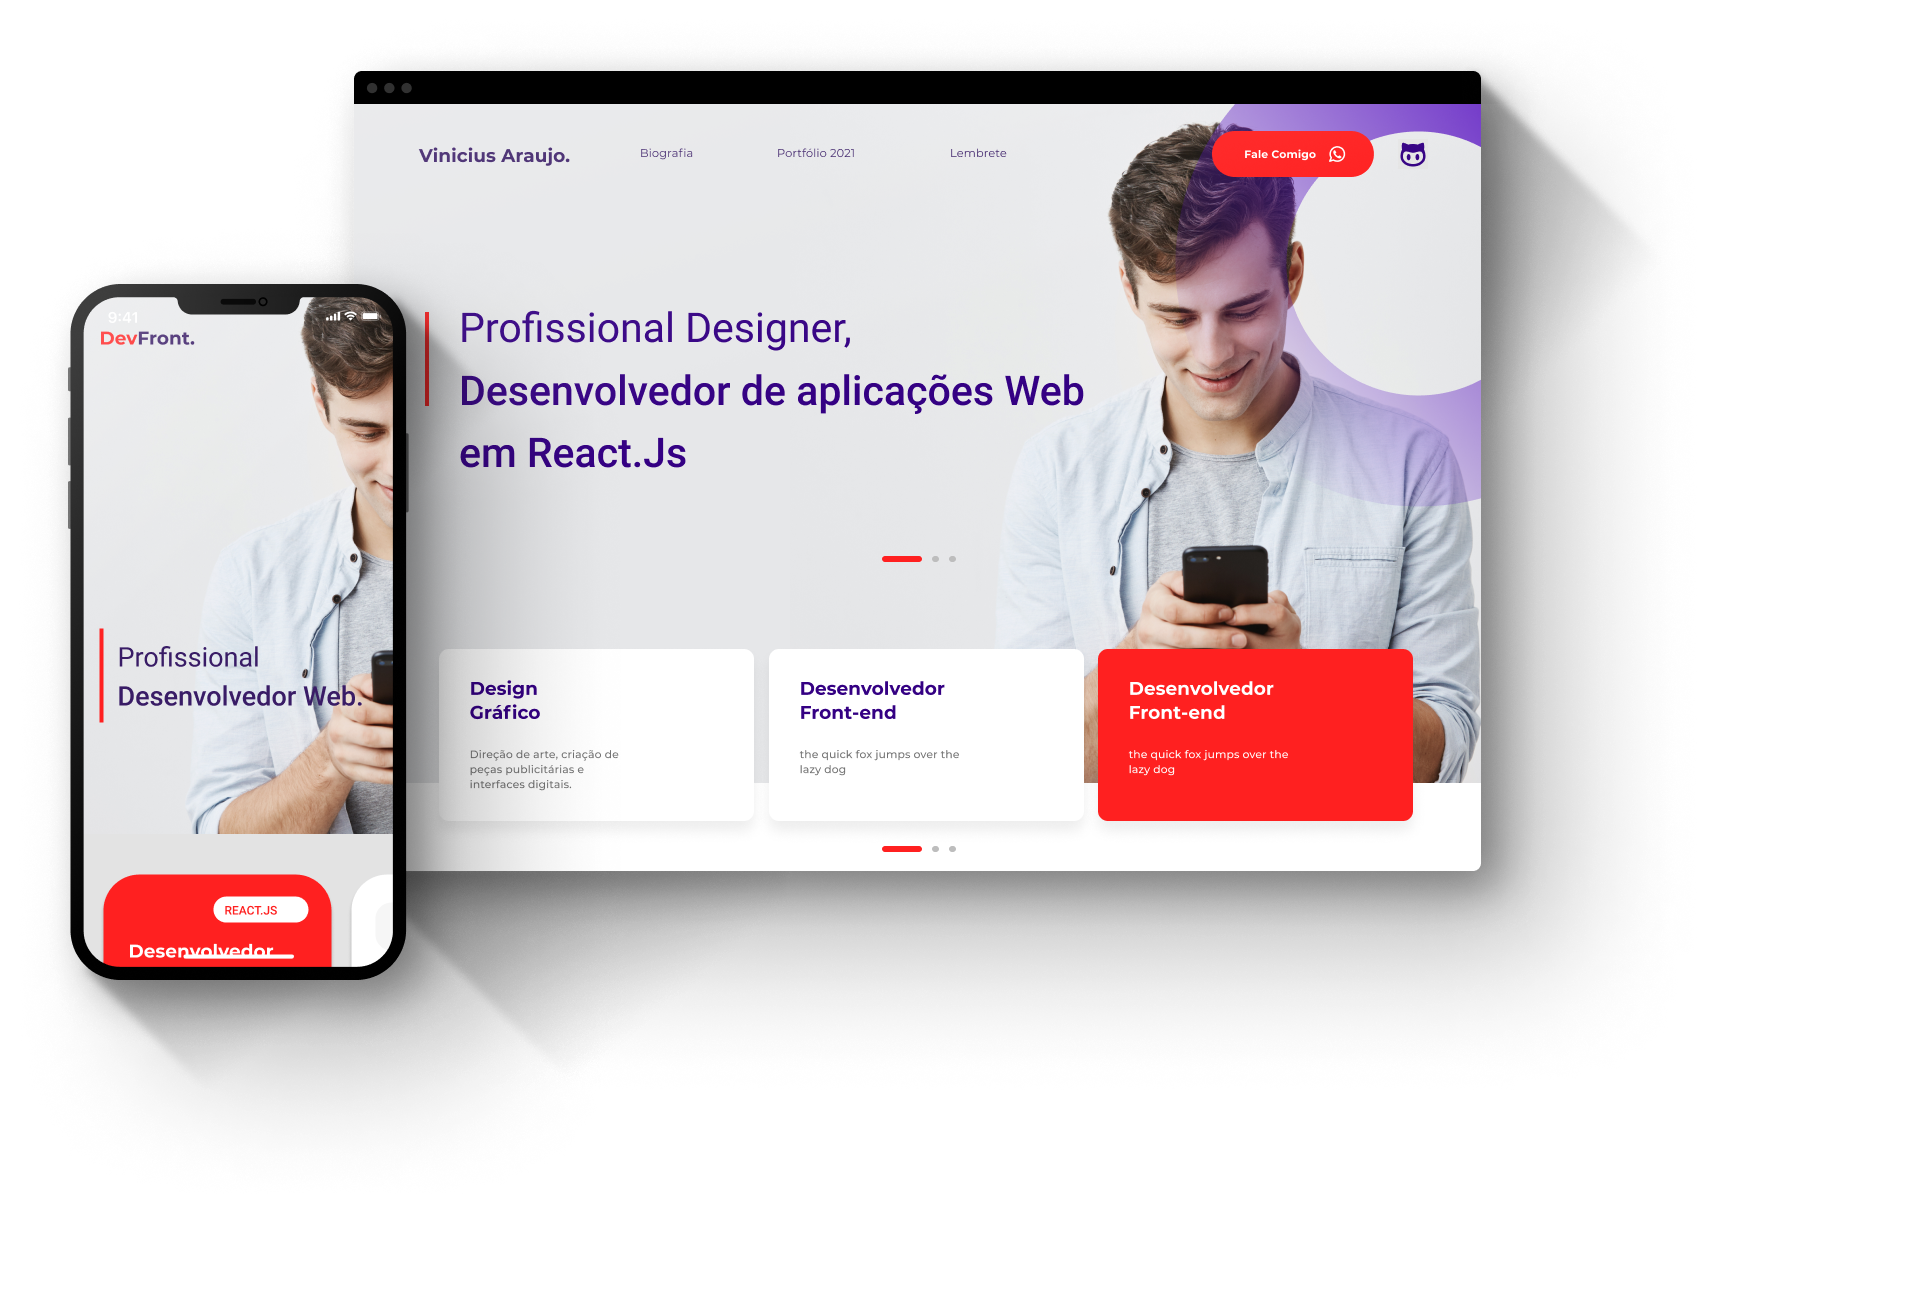 Vinicius Araujo.
Biografia
Portfólio 2021
Lembrete
Fale Comigo
Profissional Designer,
Desenvolvedor de aplicações Web
em React.Js
Design
Gráfico
Direção de arte, criação de
peças publicitárias e
interfaces digitais.
Desenvolvedor
Front-end
the quick fox jumps over the
lazy dog
Desenvolvedor
Front-end
the quick fox jumps over the
lazy dog
9:41
DevFront.
Profissional
Desenvolvedor Web.
REACT.JS
Desenvolvedor